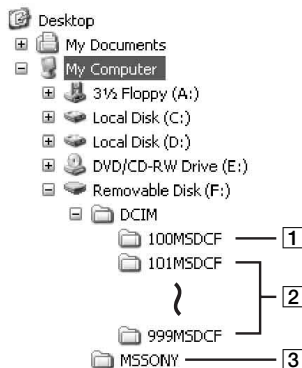 Desktop
My Documents
My Computer
3½ Floppy (A:)
Local Disk (C:)
Local Disk (D:)
DVD/CD-RW Drive (E:)
Removable Disk (F:)
DCIM
100MSDCF 1
101MSDCF
2
999MSDCF
MSSONY 3